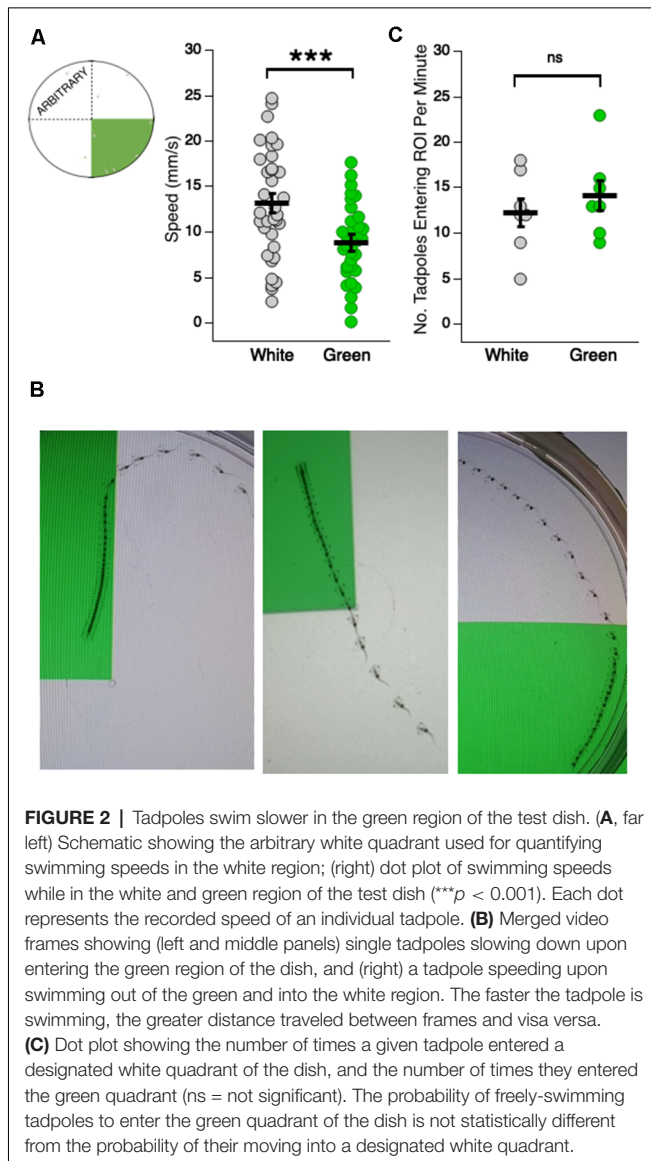 A
ARBITRARY
Speed (mm/s)
30
25
20
15
10
5
0
***
White Green
C
No. Tadpoles Entering ROI Per Minute
30
25
20
15
10
5
0
ns
White Green
B
FIGURE 2 | Tadpoles swim slower in the green region of the test dish. (A, far
left) Schematic showing the arbitrary white quadrant used for quantifying
swimming speeds in the white region; (right) dot plot of swimming speeds
while in the white and green region of the test dish (***p < 0.001). Each dot
represents the recorded speed of an individual tadpole. (B) Merged video
frames showing (left and middle panels) single tadpoles slowing down upon
entering the green region of the dish, and (right) a tadpole speeding upon
swimming out of the green and into the white region. The faster the tadpole is
swimming, the greater distance traveled between frames and visa versa.
(C) Dot plot showing the number of times a given tadpole entered a
designated white quadrant of the dish, and the number of times they entered
the green quadrant (ns = not significant). The probability of freely-swimming
tadpoles to enter the green quadrant of the dish is not statistically different
from the probability of their moving into a designated white quadrant.